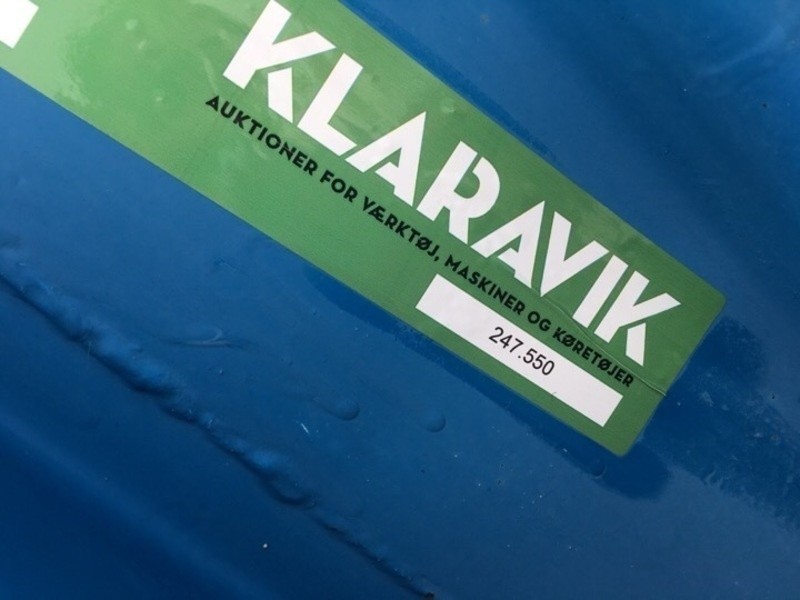 KLARAVIK
AUKTIONER FOR VÆRKTØJ, MASKINER OG KØRETØJER
247.550